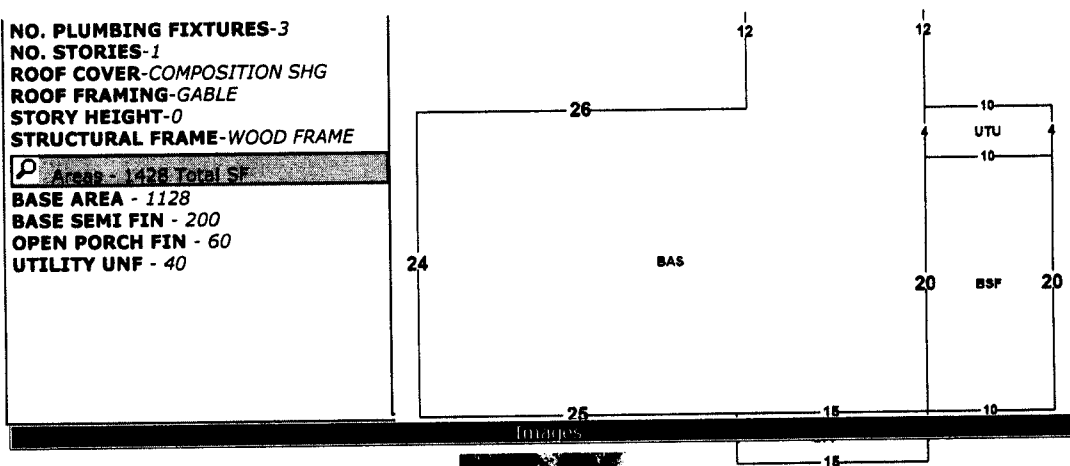 NO. PLUMBING FIXTURES-3
NO. STORIES-1
ROOF COVER-COMPOSITION SHG
ROOF FRAMING-GABLE
STORY HEIGHT-0
STRUCTURAL FRAME-WOOD FRAME
Areas - 1428 Total SF
BASE AREA - 1128
BASE SEMI FIN - 200
OPEN PORCH FIN - 60
UTILITY UNF - 40
12
12
26
10
4
UTU
4
10
24
BAS
20
BSF
20
25
15
10
Images
15